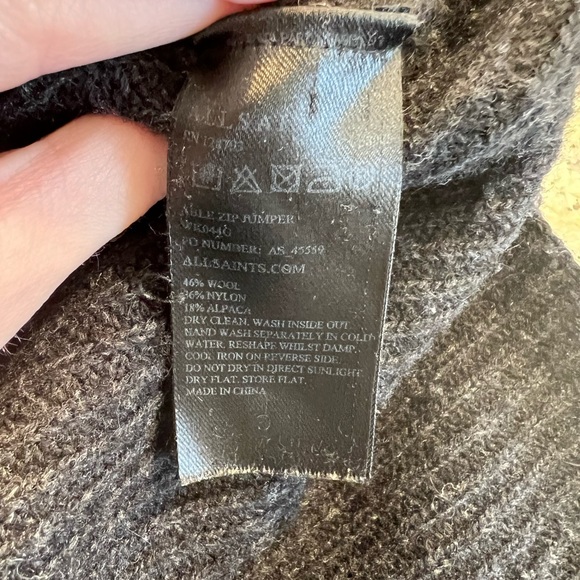 ABLE ZIP JUMPER
PO NUMBER: AS 45559
ALLSAINTS.COM
46% WOOL
36% NYLON
18% ALPACA
DRY CLEAN. WASH INSIDE OUT.
HAND WASH SEPARATELY IN COLD
WATER. RESHAPE WHILST DAMP.
COOL IRON ON REVERSE SIDE.
DO NOT DRY IN DIRECT SUNLIGHT
DRY FLAT. STORE FLAT.
MADE IN CHINA